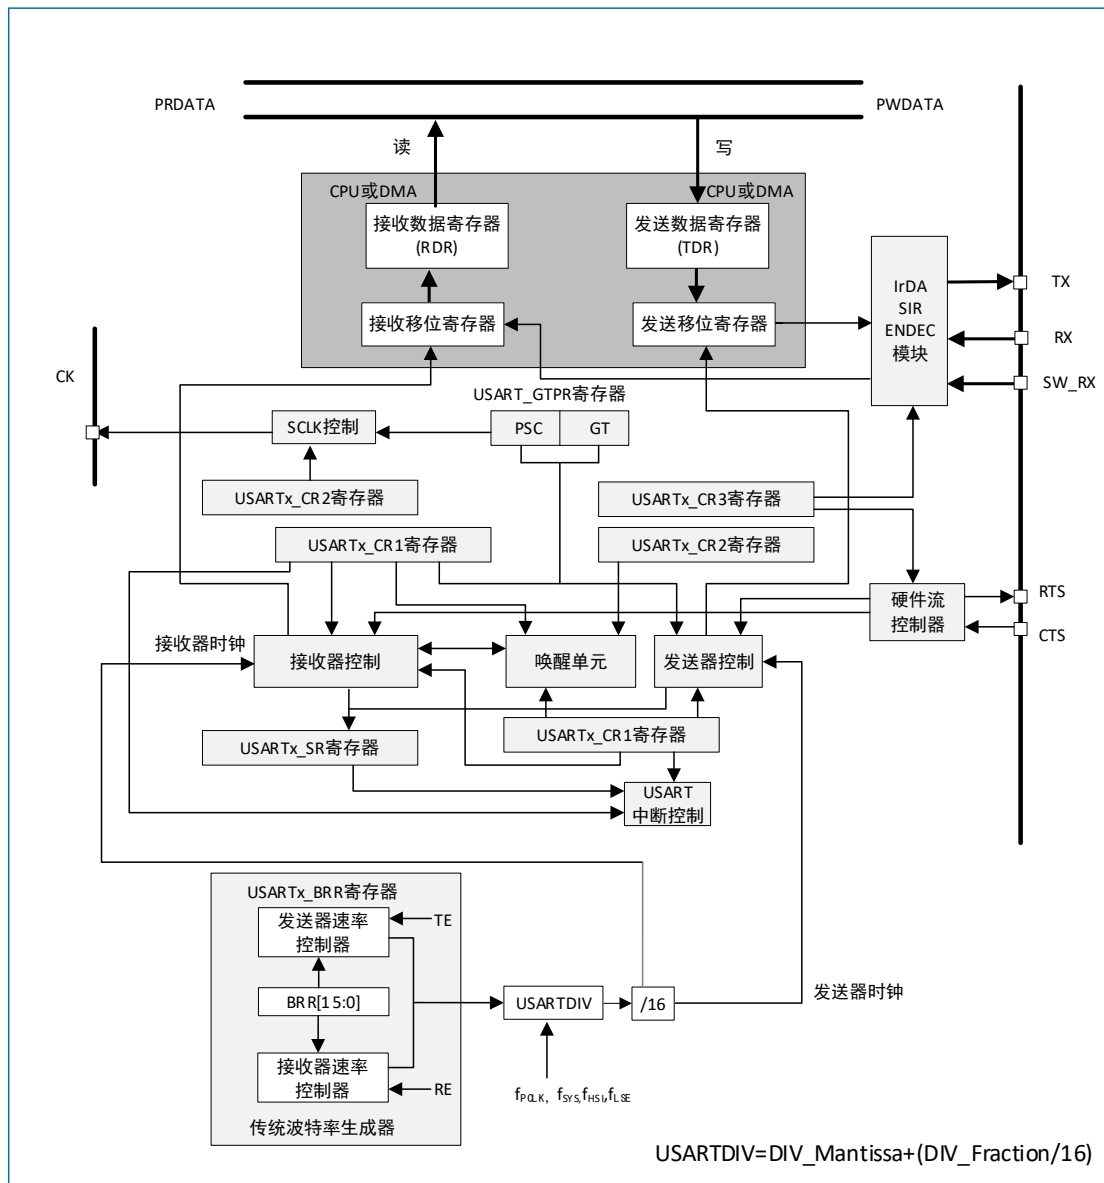 PRDATA
PWDATA
读
写
CPU或DMA
CPU或DMA
接收数据寄存器
(RDR)
发送数据寄存器
(TDR)
接收移位寄存器
发送移位寄存器
IrDA
SIR
ENDEC
模块
TX
RX
SW_RX
CK
USART_GTPR寄存器
SCLK控制
PSC
GT
USARTx_CR2寄存器
USARTx_CR3寄存器
USARTx_CR1寄存器
USARTx_CR2寄存器
硬件流
控制器
RTS
CTS
接收器时钟
接收器控制
唤醒单元
发送器控制
USARTx_SR寄存器
USARTx_CR1寄存器
USART
中断控制
USARTx_BRR寄存器
发送器速率
控制器
TE
BRR[15:0]
USARTDIV
/16
发送器时钟
接收器速率
控制器
RE
fPCLK, fSYS,fHSI,fLSE
传统波特率生成器
USARTDIV=DIV_Mantissa+(DIV_Fraction/16)